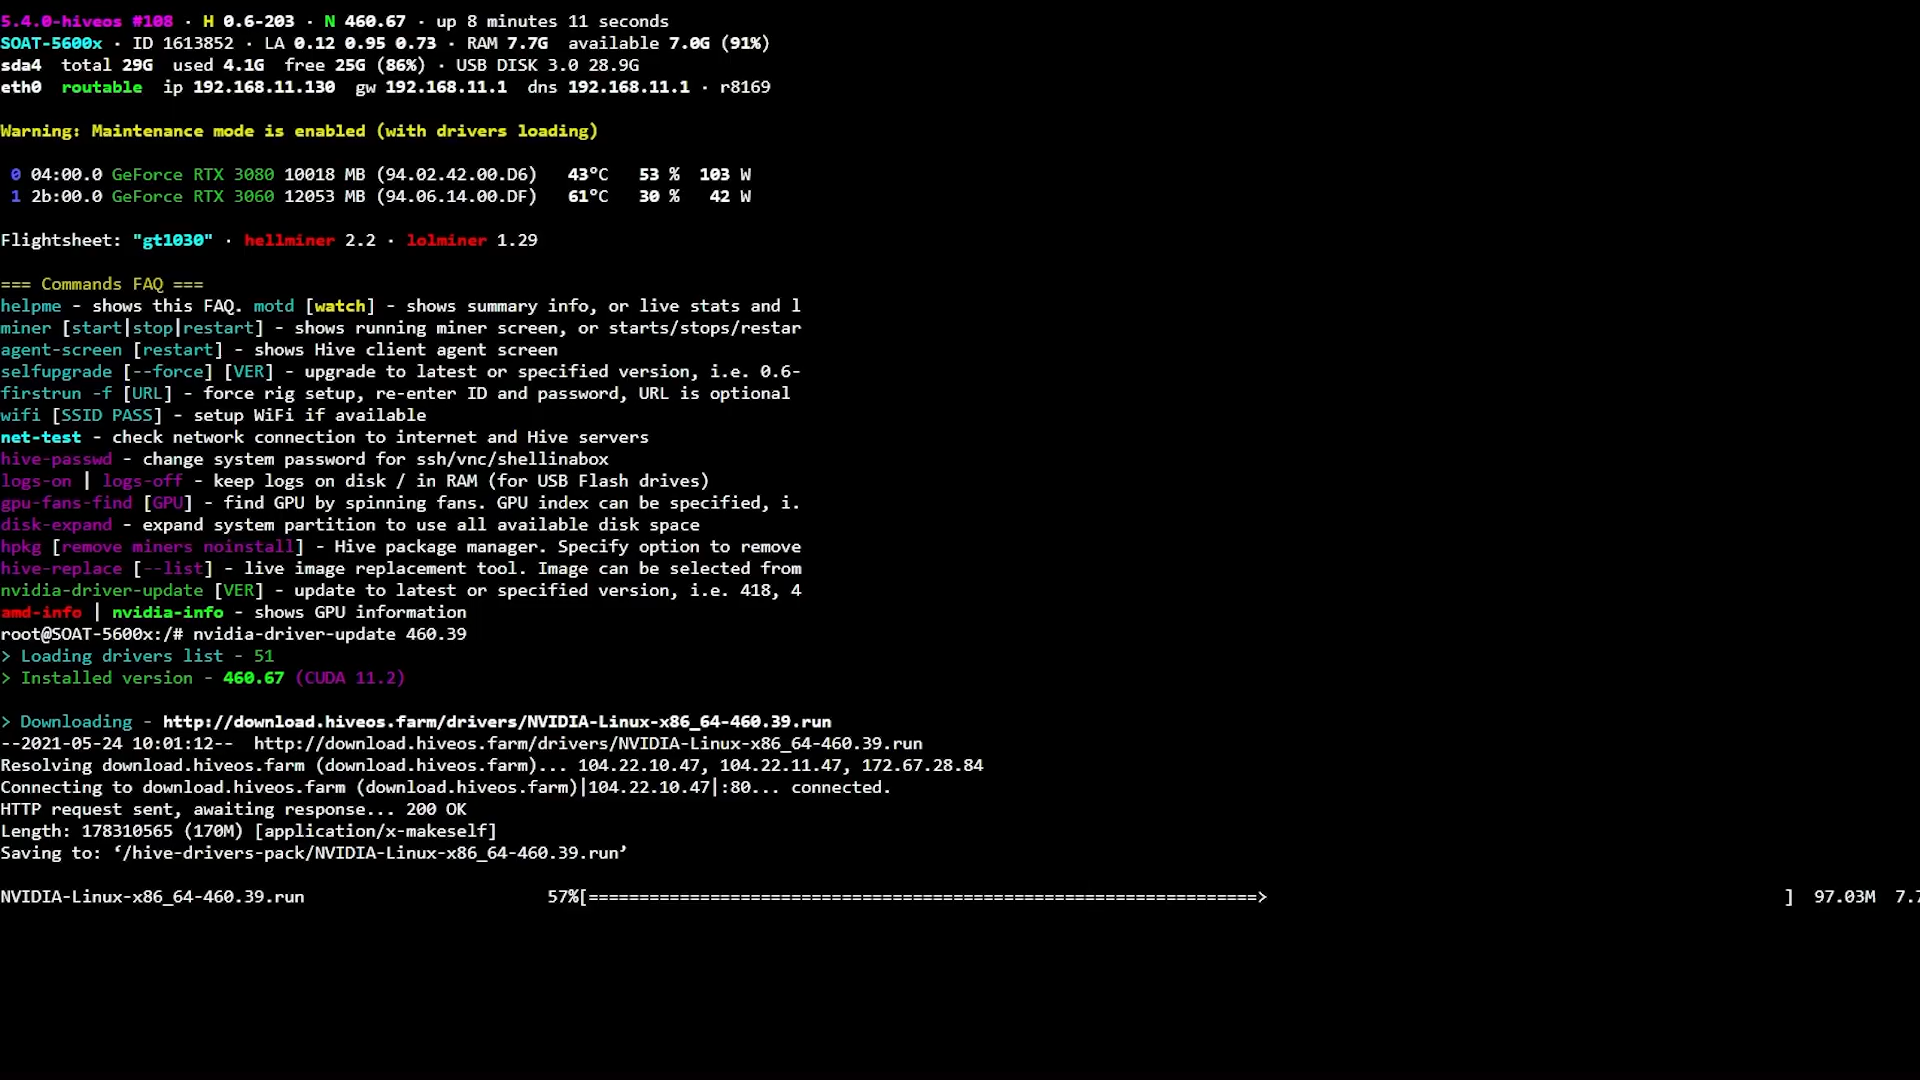 5.4.0-hiveos #108 · H 0.6-203 · N 460.67 · up 8 minutes 11 seconds
SOAT-5600x · ID 1613852 · LA 0.12 0.95 0.73 · RAM 7.7G  available 7.0G (91%)
sda4  total 29G  used 4.1G  free 25G (86%) · USB DISK 3.0 28.9G
eth0  routable  ip 192.168.11.130  gw 192.168.11.1  dns 192.168.11.1 · r8169
Warning: Maintenance mode is enabled (with drivers loading)
0 04:00.0 GeForce RTX 3080 10018 MB (94.02.42.00.D6)   43°C   53 %  103 W
1 2b:00.0 GeForce RTX 3060 12053 MB (94.06.14.00.DF)   61°C   30 %   42 W
Flightsheet: "gt1030" · hellminer 2.2 · lolminer 1.29
=== Commands FAQ ===
helpme - shows this FAQ. motd [watch] - shows summary info, or live stats and l
miner [start|stop|restart] - shows running miner screen, or starts/stops/restar
agent-screen [restart] - shows Hive client agent screen
selfupgrade [--force] [VER] - upgrade to latest or specified version, i.e. 0.6-
firstrun -f [URL] - force rig setup, re-enter ID and password, URL is optional
wifi [SSID PASS] - setup WiFi if available
net-test - check network connection to internet and Hive servers
hive-passwd - change system password for ssh/vnc/shellinabox
logs-on | logs-off - keep logs on disk / in RAM (for USB Flash drives)
gpu-fans-find [GPU] - find GPU by spinning fans. GPU index can be specified, i.
disk-expand - expand system partition to use all available disk space
hpkg [remove miners noinstall] - Hive package manager. Specify option to remove
hive-replace [--list] - live image replacement tool. Image can be selected from
nvidia-driver-update [VER] - update to latest or specified version, i.e. 418, 4
amd-info | nvidia-info - shows GPU information
root@SOAT-5600x:/# nvidia-driver-update 460.39
> Loading drivers list - 51
> Installed version - 460.67 (CUDA 11.2)
> Downloading - http://download.hiveos.farm/drivers/NVIDIA-Linux-x86_64-460.39.run
--2021-05-24 10:01:12--  http://download.hiveos.farm/drivers/NVIDIA-Linux-x86_64-460.39.run
Resolving download.hiveos.farm (download.hiveos.farm)... 104.22.10.47, 104.22.11.47, 172.67.28.84
Connecting to download.hiveos.farm (download.hiveos.farm)|104.22.10.47|:80... connected.
HTTP request sent, awaiting response... 200 OK
Length: 178310565 (170M) [application/x-makeself]
Saving to: ‘/hive-drivers-pack/NVIDIA-Linux-x86_64-460.39.run’
NVIDIA-Linux-x86_64-460.39.run 57%[==================================================================> ] 97.03M 7.7